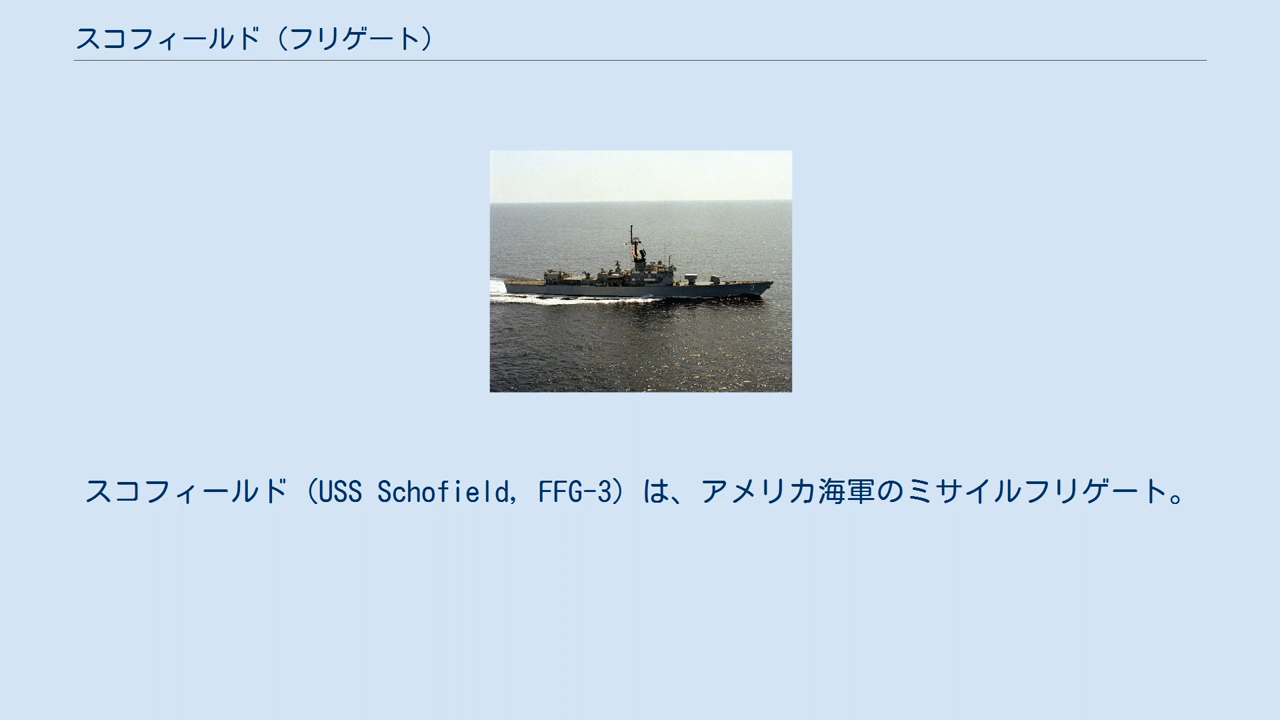 スコフィールド（フリゲート）
3
スコフィールド（USS Schofield, FFG-3）は、アメリカ海軍のミサイルフリゲート。